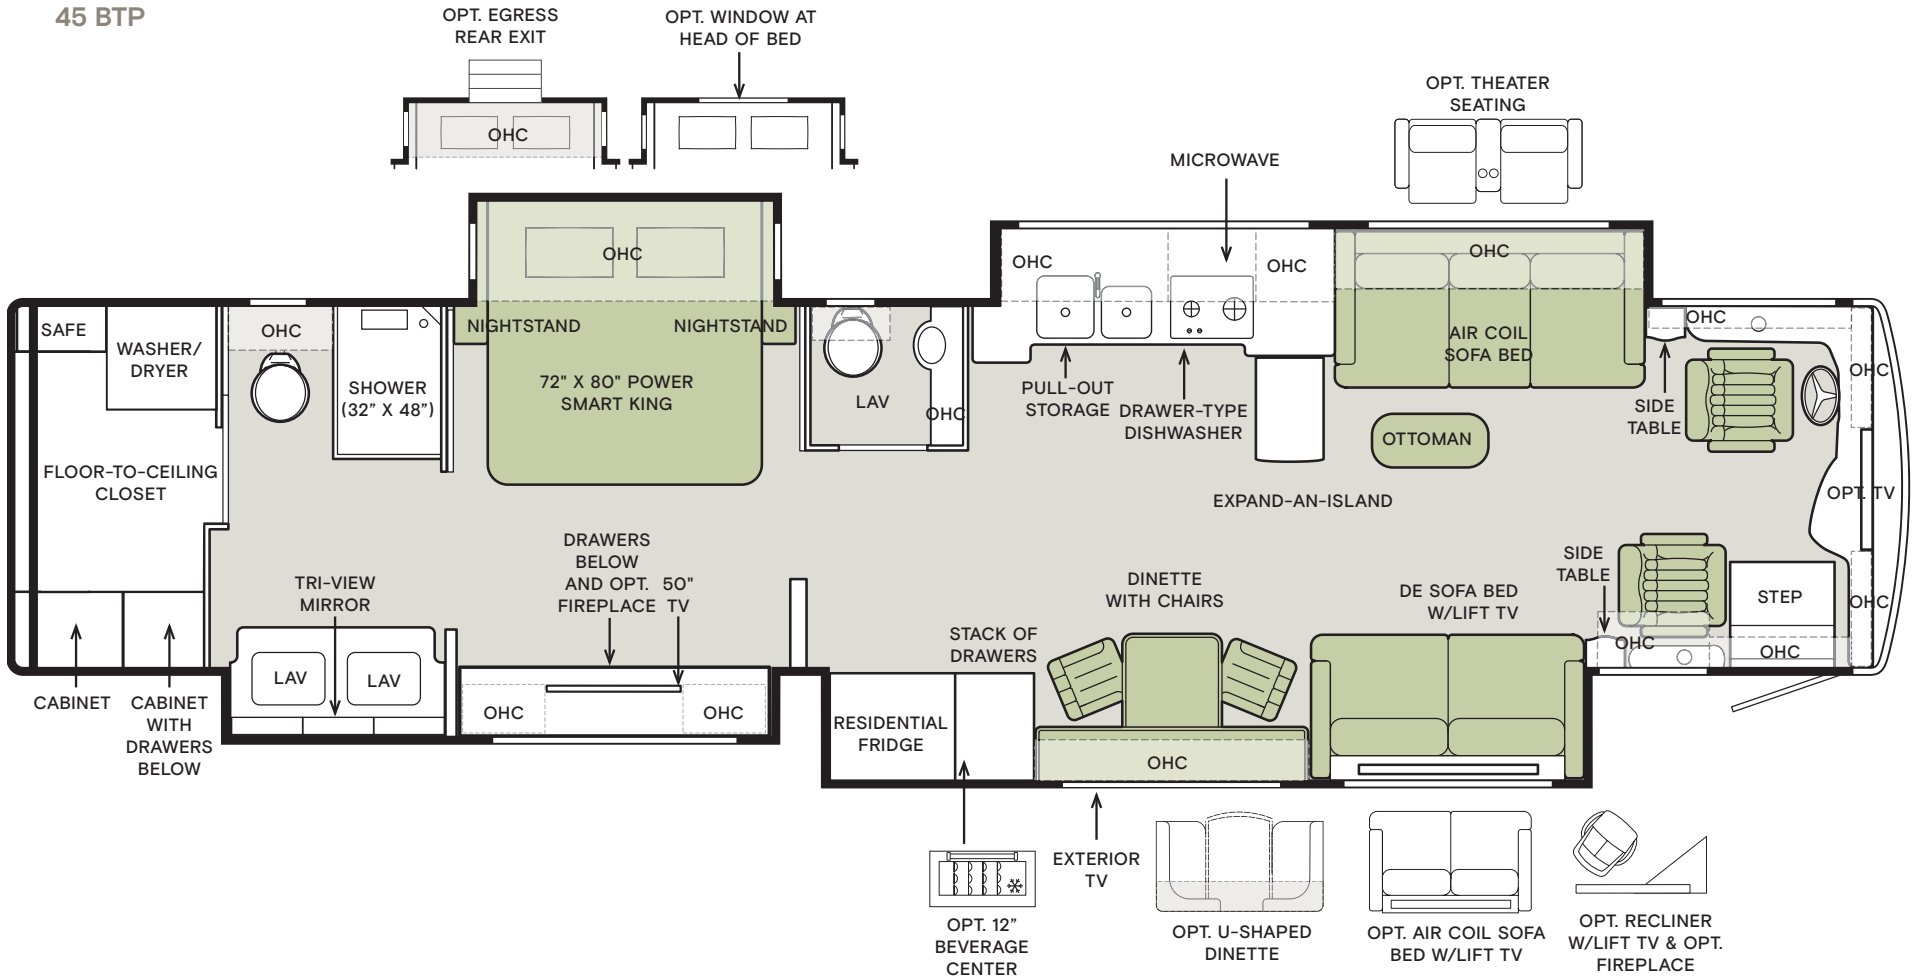 45 BTP
OPT. EGRESS
REAR EXIT
OPT. WINDOW AT
HEAD OF BED
OHC
OPT. THEATER
SEATING
MICROWAVE
OHC
NIGHTSTAND
NIGHTSTAND
72" X 80" POWER
SMART KING
SAFE
WASHER/
DRYER
OHC
SHOWER
(32” X 48”)
FLOOR-TO-CEILING
CLOSET
LAV
OHC
OHC
OHC
PULL-OUT
STORAGE
DRAWER-TYPE
DISHWASHER
OHC
AIR COIL
SOFA BED
OTTOMAN
EXPAND-AN-ISLAND
OHC
SIDE
TABLE
OHC
OPT. TV
SIDE
TABLE
OHC
STEP
OHC
OHC
TRI-VIEW
MIRROR
LAV
LAV
CABINET
CABINET
WITH
DRAWERS
BELOW
DRAWERS
BELOW
AND OPT.
FIREPLACE
50"
TV
OHC
OHC
STACK OF
DRAWERS
RESIDENTIAL
FRIDGE
DINETTE
WITH CHAIRS
OHC
DE SOFA BED
W/LIFT TV
OPT. 12”
BEVERAGE
CENTER
EXTERIOR
TV
OPT. U-SHAPED
DINETTE
OPT. AIR COIL SOFA
BED W/LIFT TV
OPT. RECLINER
W/LIFT TV & OPT.
FIREPLACE